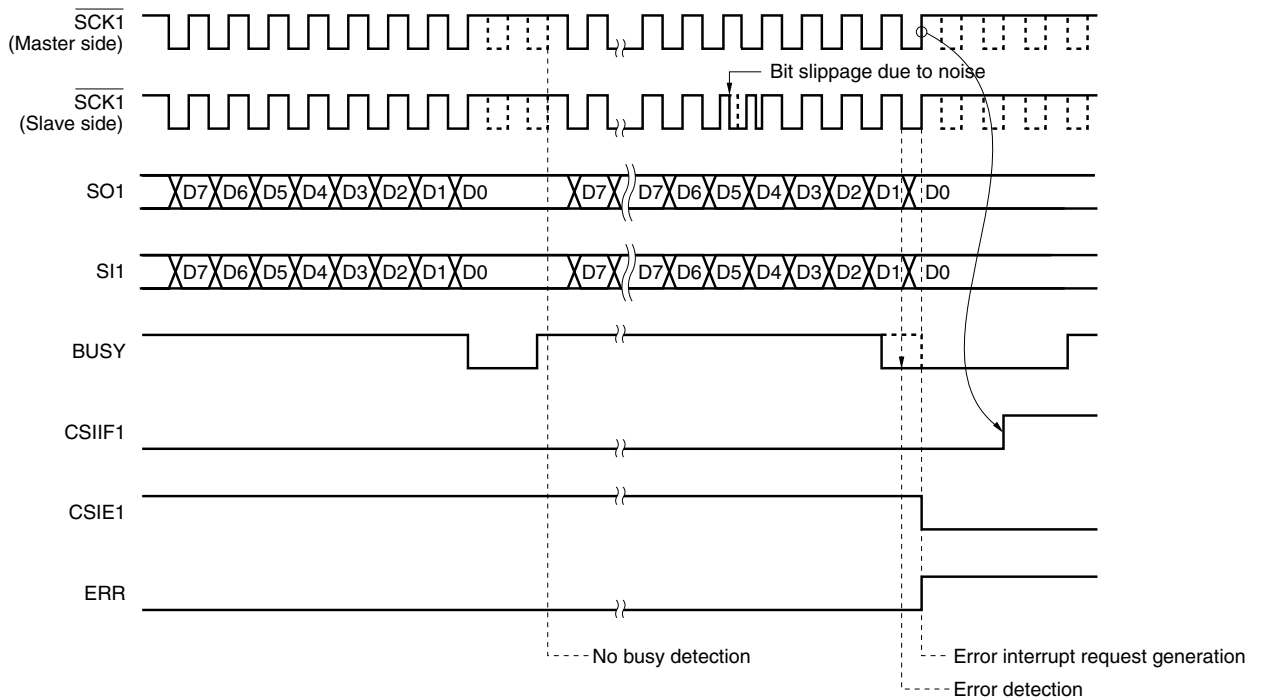 SCK1
(Master side)
Bit slippage due to noise
SCK1
(Slave side)
SO1 D7 D6 D5 D4 D3 D2 D1 D0 D7 D7 D6 D5 D4 D3 D2 D1 D0
SI1 D7 D6 D5 D4 D3 D2 D1 D0 D7 D7 D6 D5 D4 D3 D2 D1 D0
BUSY
CSIIF1
CSIE1
ERR
No busy detection
Error interrupt request generation
Error detection